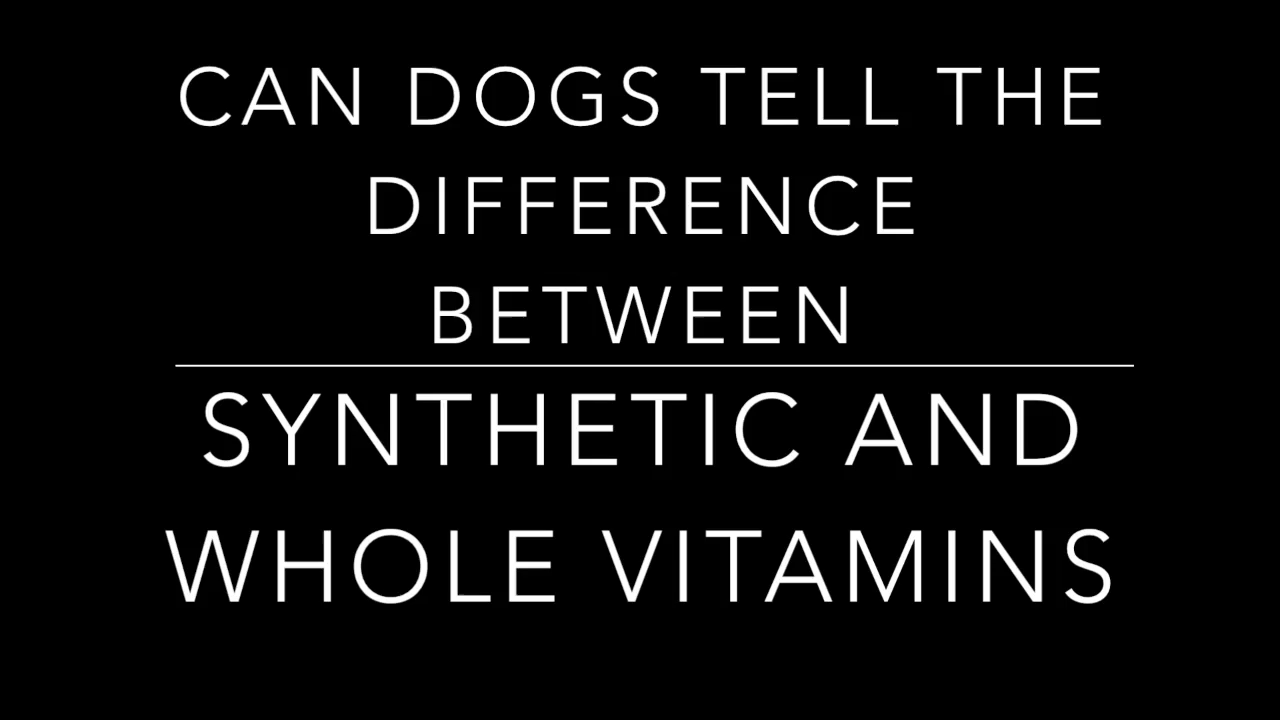 CAN DOGS TELL THE
DIFFERENCE
BETWEEN
SYNTHETIC AND
WHOLE VITAMINS